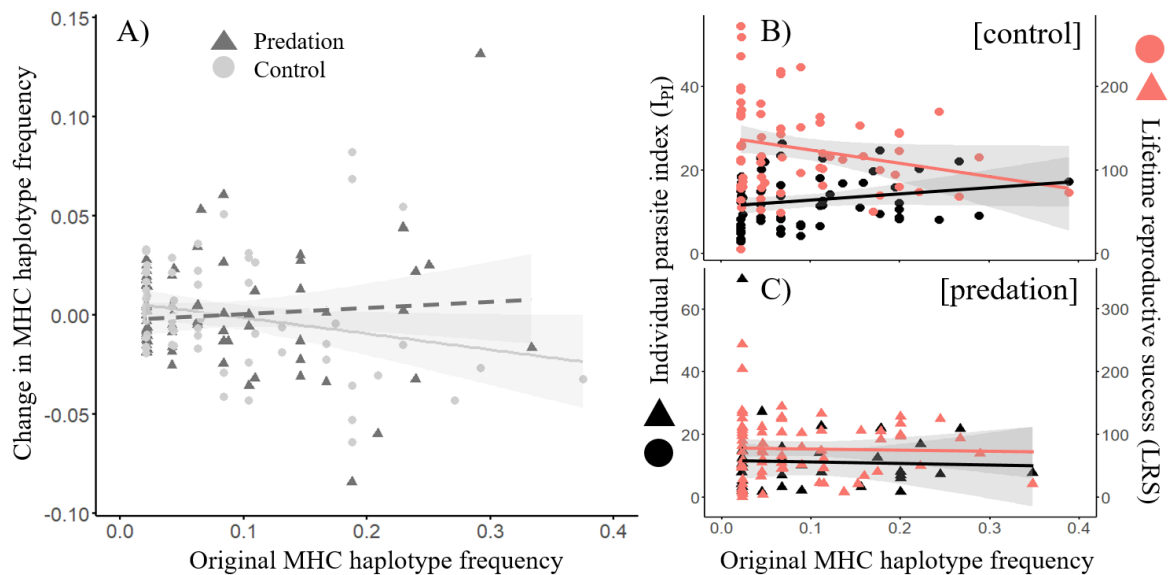 A)
Predation
Control
Change in MHC haplotype frequency
0.15
0.10
0.05
0.00
-0.05
-0.10
0.0 0.1 0.2 0.3 0.4
Original MHC haplotype frequency
B)
[control]
40
20
0
200
100
0
C)
[predation]
60
40
20
0
300
200
100
0
Individual parasite index (I_PI)
Lifetime reproductive success (LRS)
0.0 0.1 0.2 0.3 0.4
Original MHC haplotype frequency